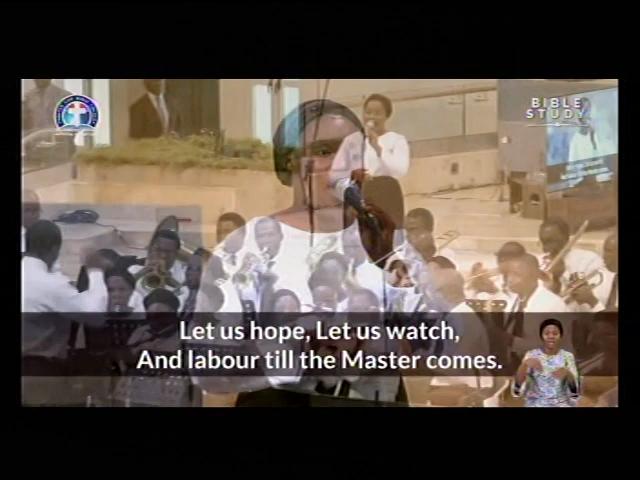 BIBLE
STUDY
Let us hope, Let us watch,
And labour till the Master comes.